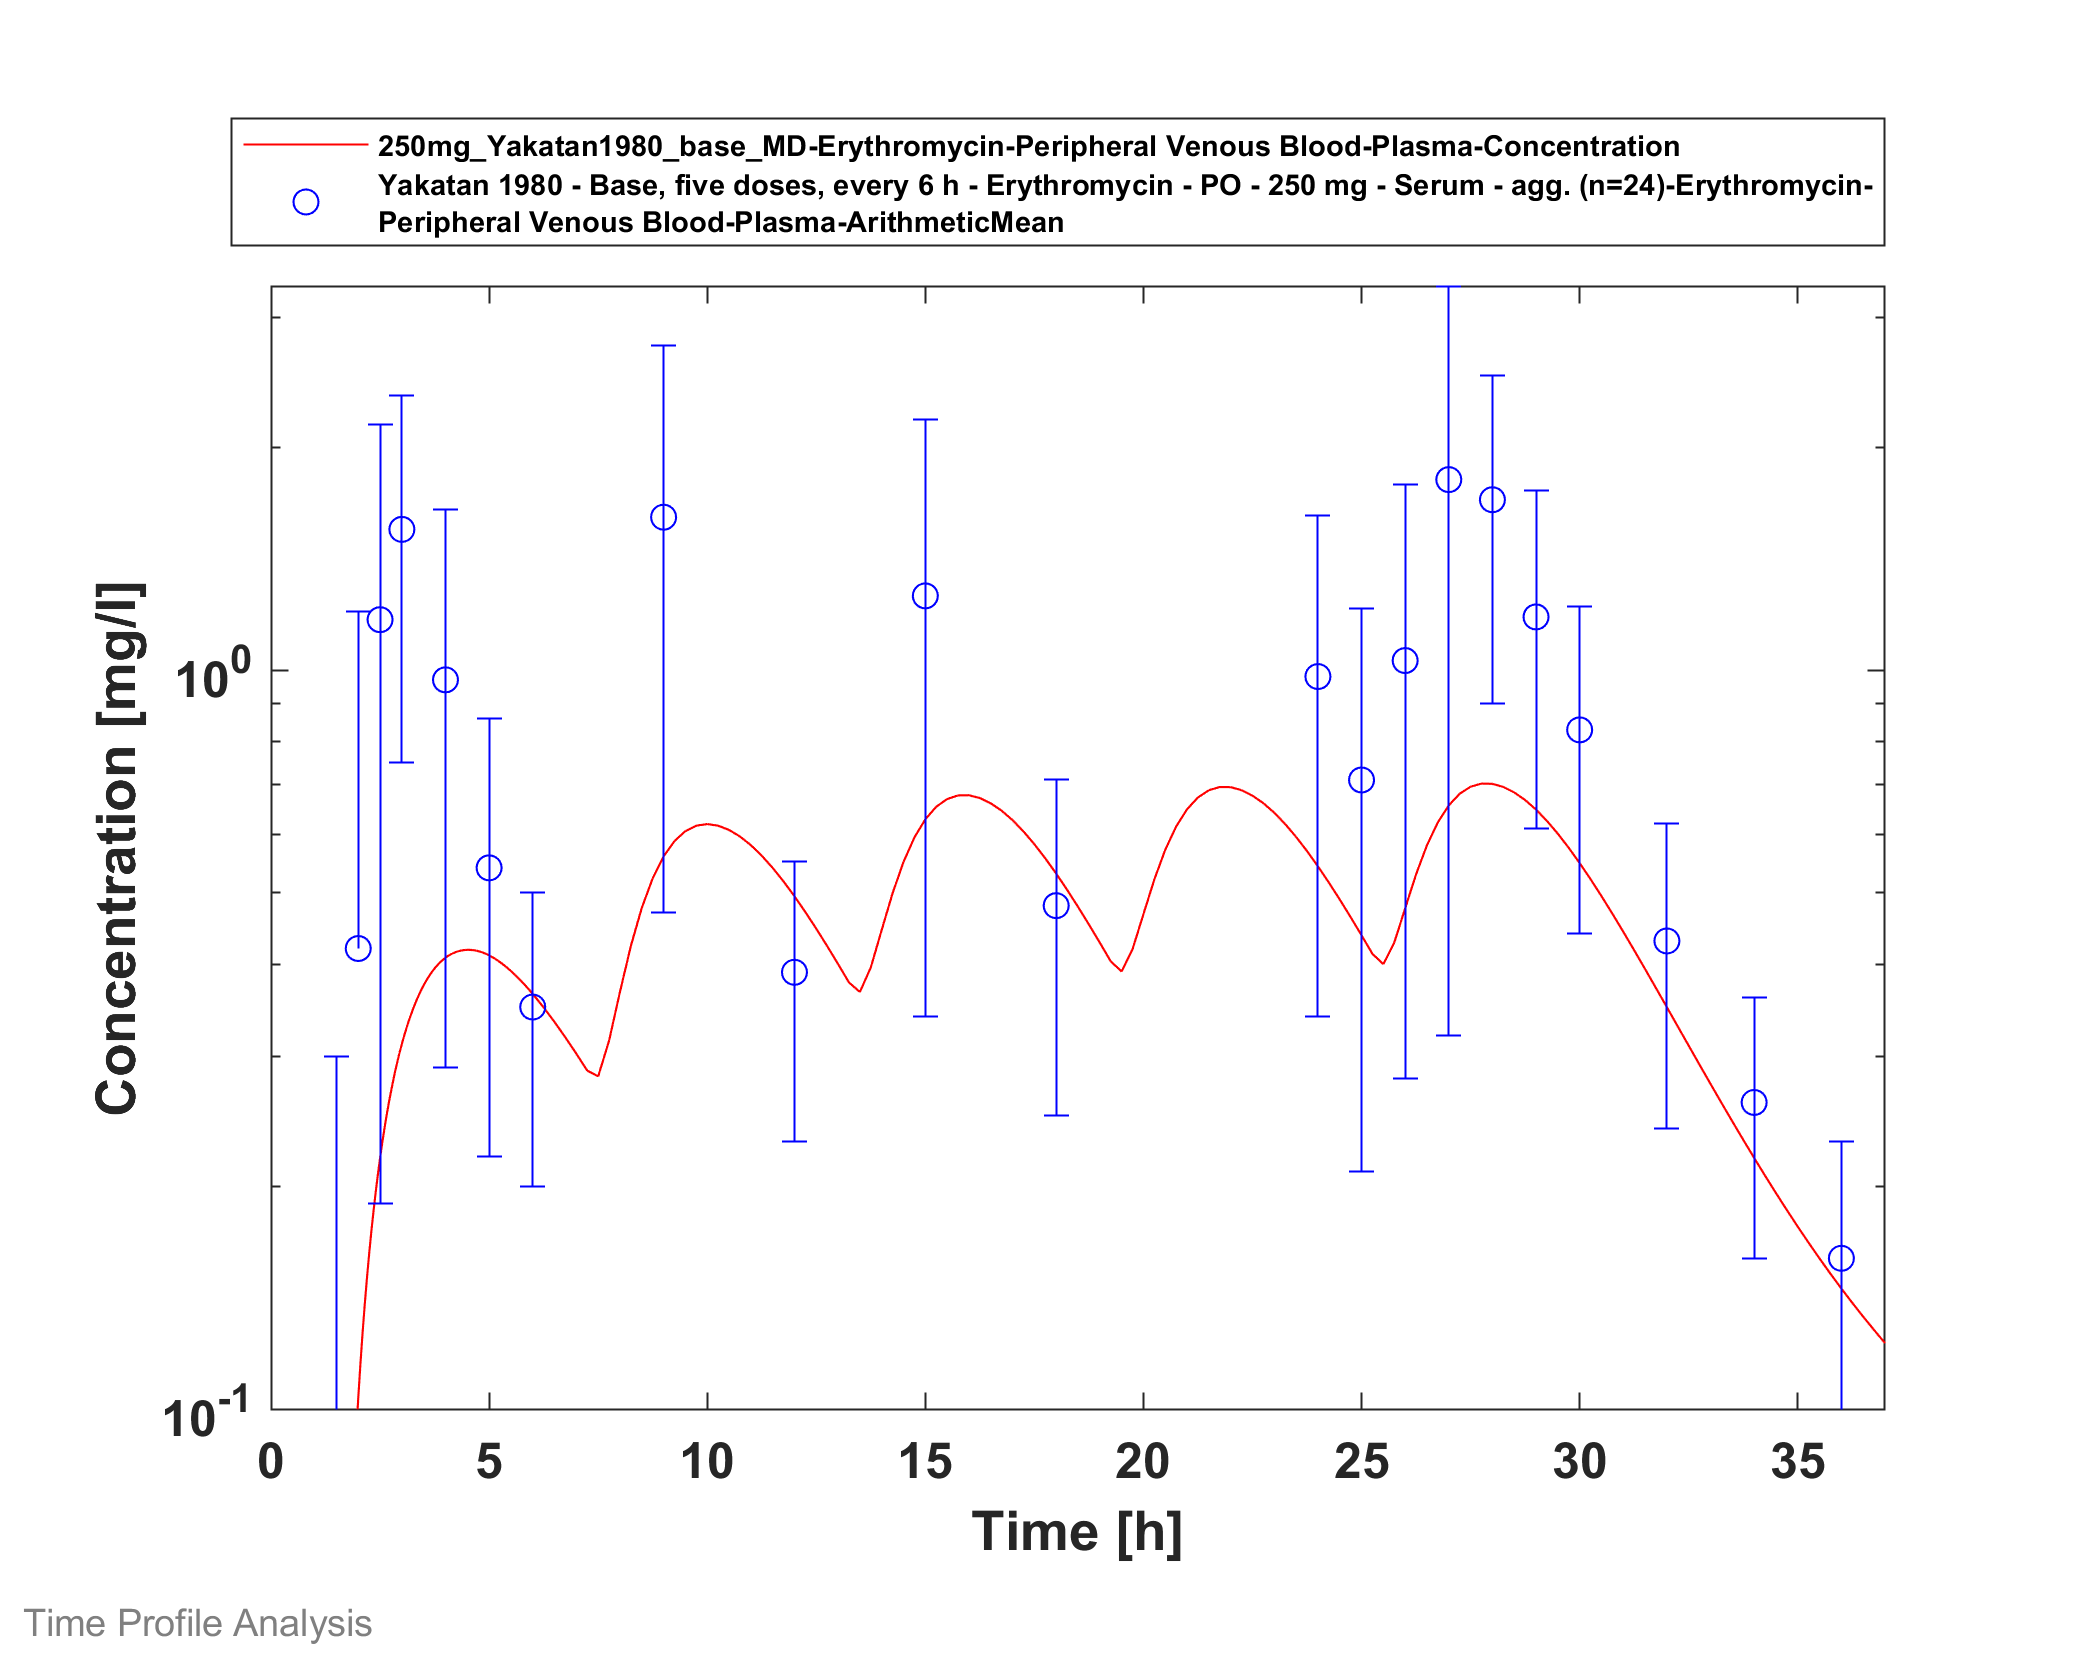 250mg_Yakatan1980_base_MD-Erythromycin-Peripheral Venous Blood-Plasma-Concentration
Yakatan 1980 - Base, five doses, every 6 h - Erythromycin - PO - 250 mg - Serum - agg. (n=24)-Erythromycin-
Peripheral Venous Blood-Plasma-ArithmeticMean
Concentration [mg/l]
10^0
10^-1
0 5 10 15 20 25 30 35
Time [h]
Time Profile Analysis